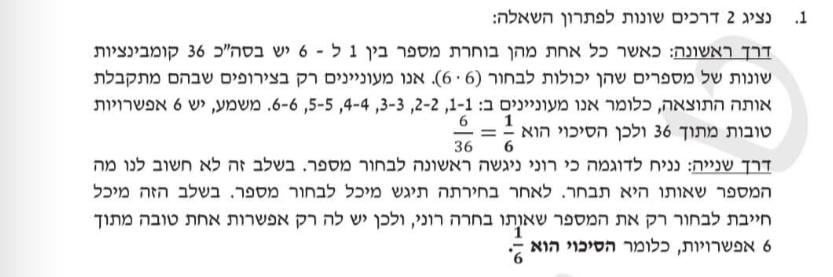 1. נציג 2 דרכים שונות לפתרון השאלה:
דרך ראשונה: כאשר כל אחת מהן בוחרת מספר בין 1 ל - 6 יש בסה"כ 36 קומבינציות
שונות של מספרים שהן יכולות לבחור (6 · 6). אנו מעוניינים רק בצירופים שבהם מתקבלת
אותה התוצאה, כלומר אנו מעוניינים ב: 1-1, 2-2, 3-3, 4-4, 5-5, 6-6. משמע, יש 6 אפשרויות
טובות מתוך 36 ולכן הסיכוי הוא 6/36 = 1/6
דרך שנייה: נניח לדוגמה כי רוני ניגשה ראשונה לבחור מספר. בשלב זה לא חשוב לנו מה
המספר שאותו היא תבחר. לאחר בחירתה תיגש מיכל לבחור מספר. בשלב הזה מיכל
חייבת לבחור רק את המספר שאותו בחרה רוני, ולכן יש לה רק אפשרות אחת טובה מתוך
6 אפשרויות, כלומר הסיכוי הוא 1/6.